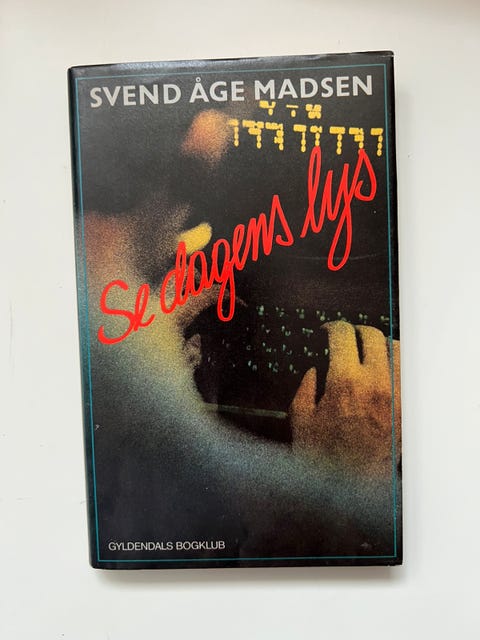 SVEND ÅGE MADSEN
Se dagens lys
GYLDENDALS BOGKLUB